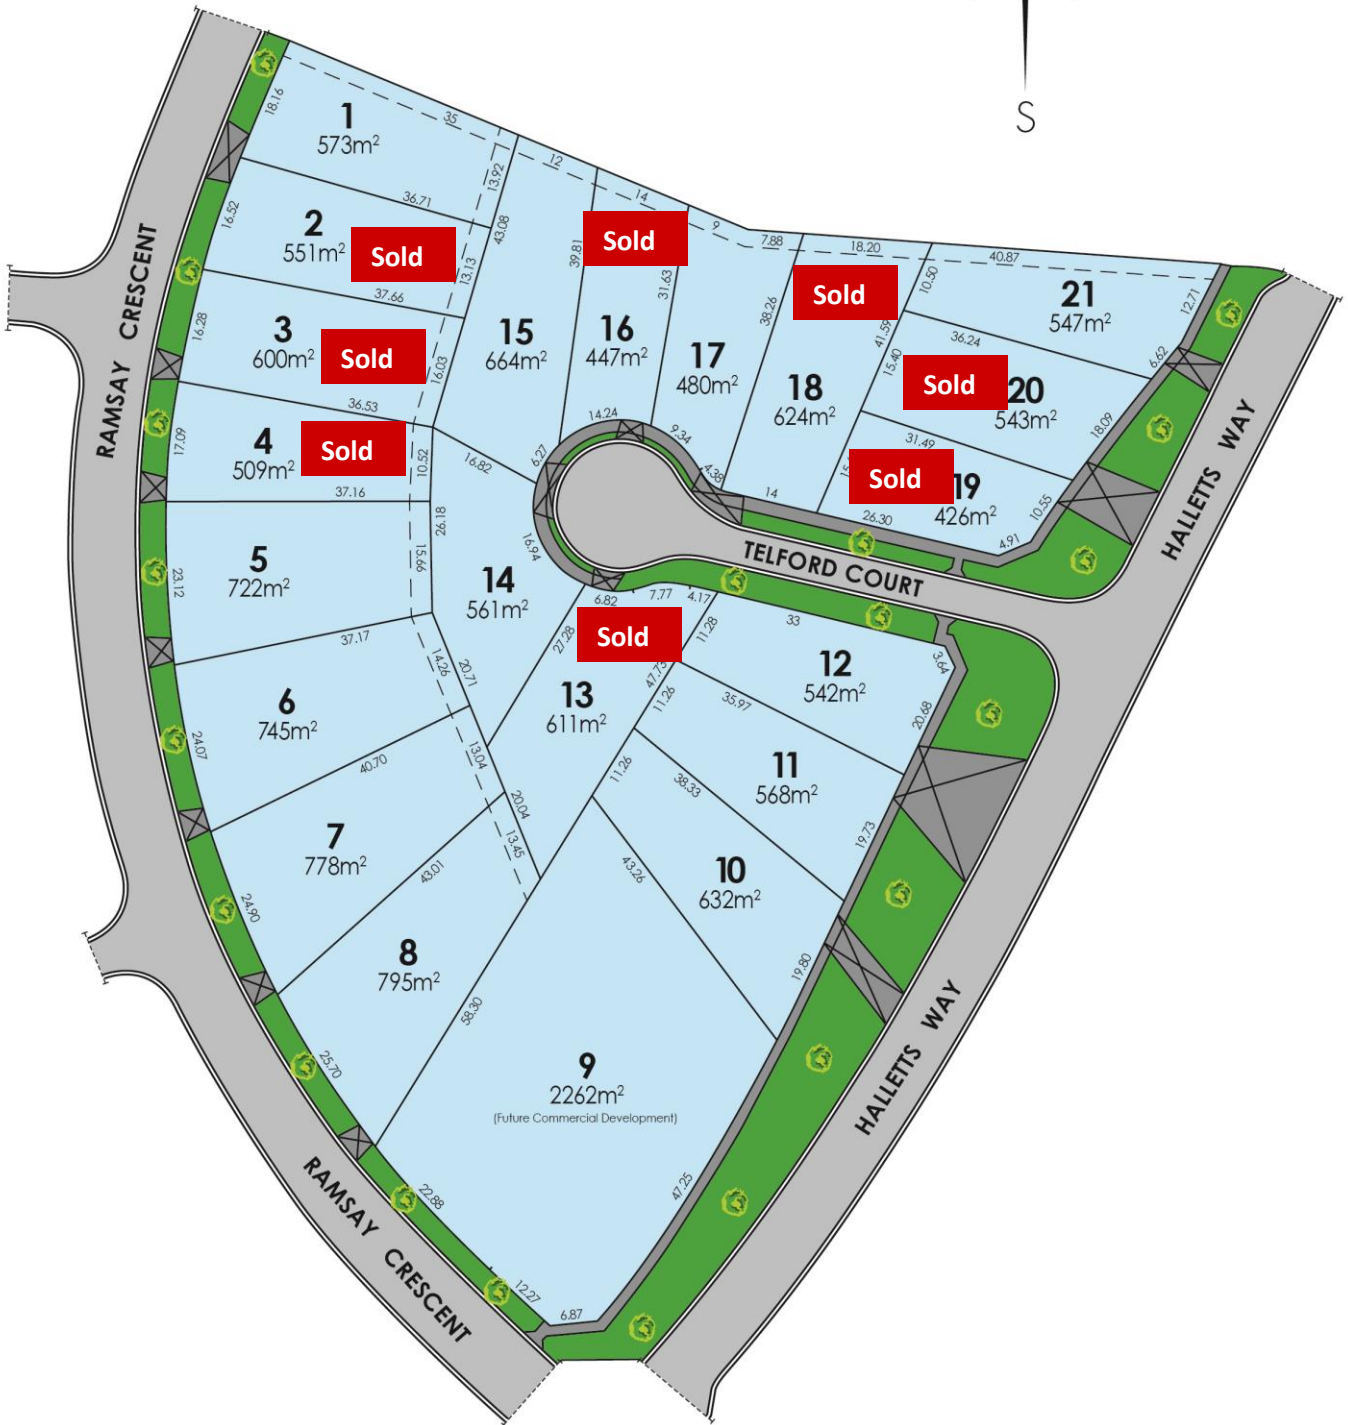 S
1
573m²
18.16
35
13.92
36.71
2
551m²
Sold
16.52
13.13
37.66
3
600m²
Sold
16.28
16.03
36.53
4
509m²
Sold
17.09
10.52
37.16
5
722m²
23.12
15.66
26.18
37.17
6
745m²
24.07
14.26
20.71
40.70
7
778m²
24.90
13.04
20.04
43.01
8
795m²
25.70
13.45
58.30
9
2262m²
(Future Commercial Development)
22.88
12.27
6.87
47.25
43.26
10
632m²
19.80
11.26
38.33
11
568m²
19.73
11.26
35.97
12
542m²
20.68
3.64
33
11.28
13
611m²
Sold
6.82
7.77
4.17
27.28
47.73
14
561m²
16.94
16.82
15
664m²
43.08
12
39.81
6.27
16
447m²
Sold
14
31.63
14.24
17
480m²
9
7.88
38.26
9.34
4.38
18
624m²
Sold
18.20
41.59
14
19
426m²
Sold
26.30
4.91
10.55
31.49
20
543m²
Sold
15.40
18.09
36.24
21
547m²
40.87
10.50
12.71
6.62
RAMSAY CRESCENT
RAMSAY CRESCENT
TELFORD COURT
HALLETTS WAY
HALLETTS WAY